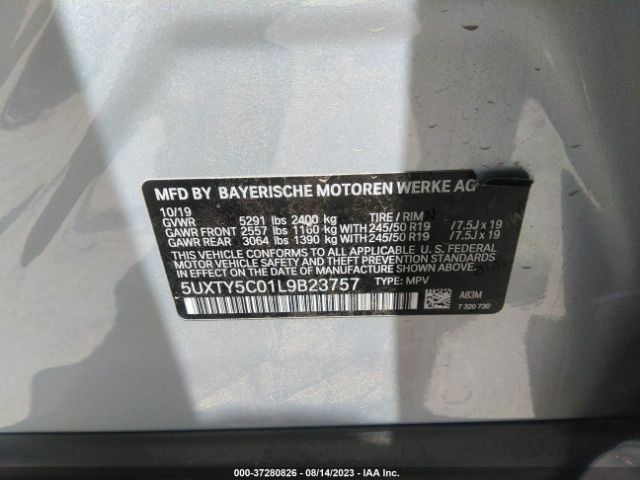 MFD BY BAYERISCHE MOTOREN WERKE AG
10/19
GVWR 5291 lbs 2400 kg TIRE / RIM
GAWR FRONT 2557 lbs 1160 kg WITH 245/50 R19 /7.5J x 19
GAWR REAR 3064 lbs 1390 kg WITH 245/50 R19 /7.5J x 19
THIS VEHICLE CONFORMS TO ALL APPLICABLE U. S. FEDERAL
MOTOR VEHICLE SAFETY, BUMPER, AND THEFT PREVENTION
STANDARDS IN EFFECT ON THE DATE OF MANUFACTURE SHOWN ABOVE.
5UXTY5C01L9B23757 TYPE: MPV
A83M
7 320 730
000-37280826 - 08/14/2023 - IAA Inc.